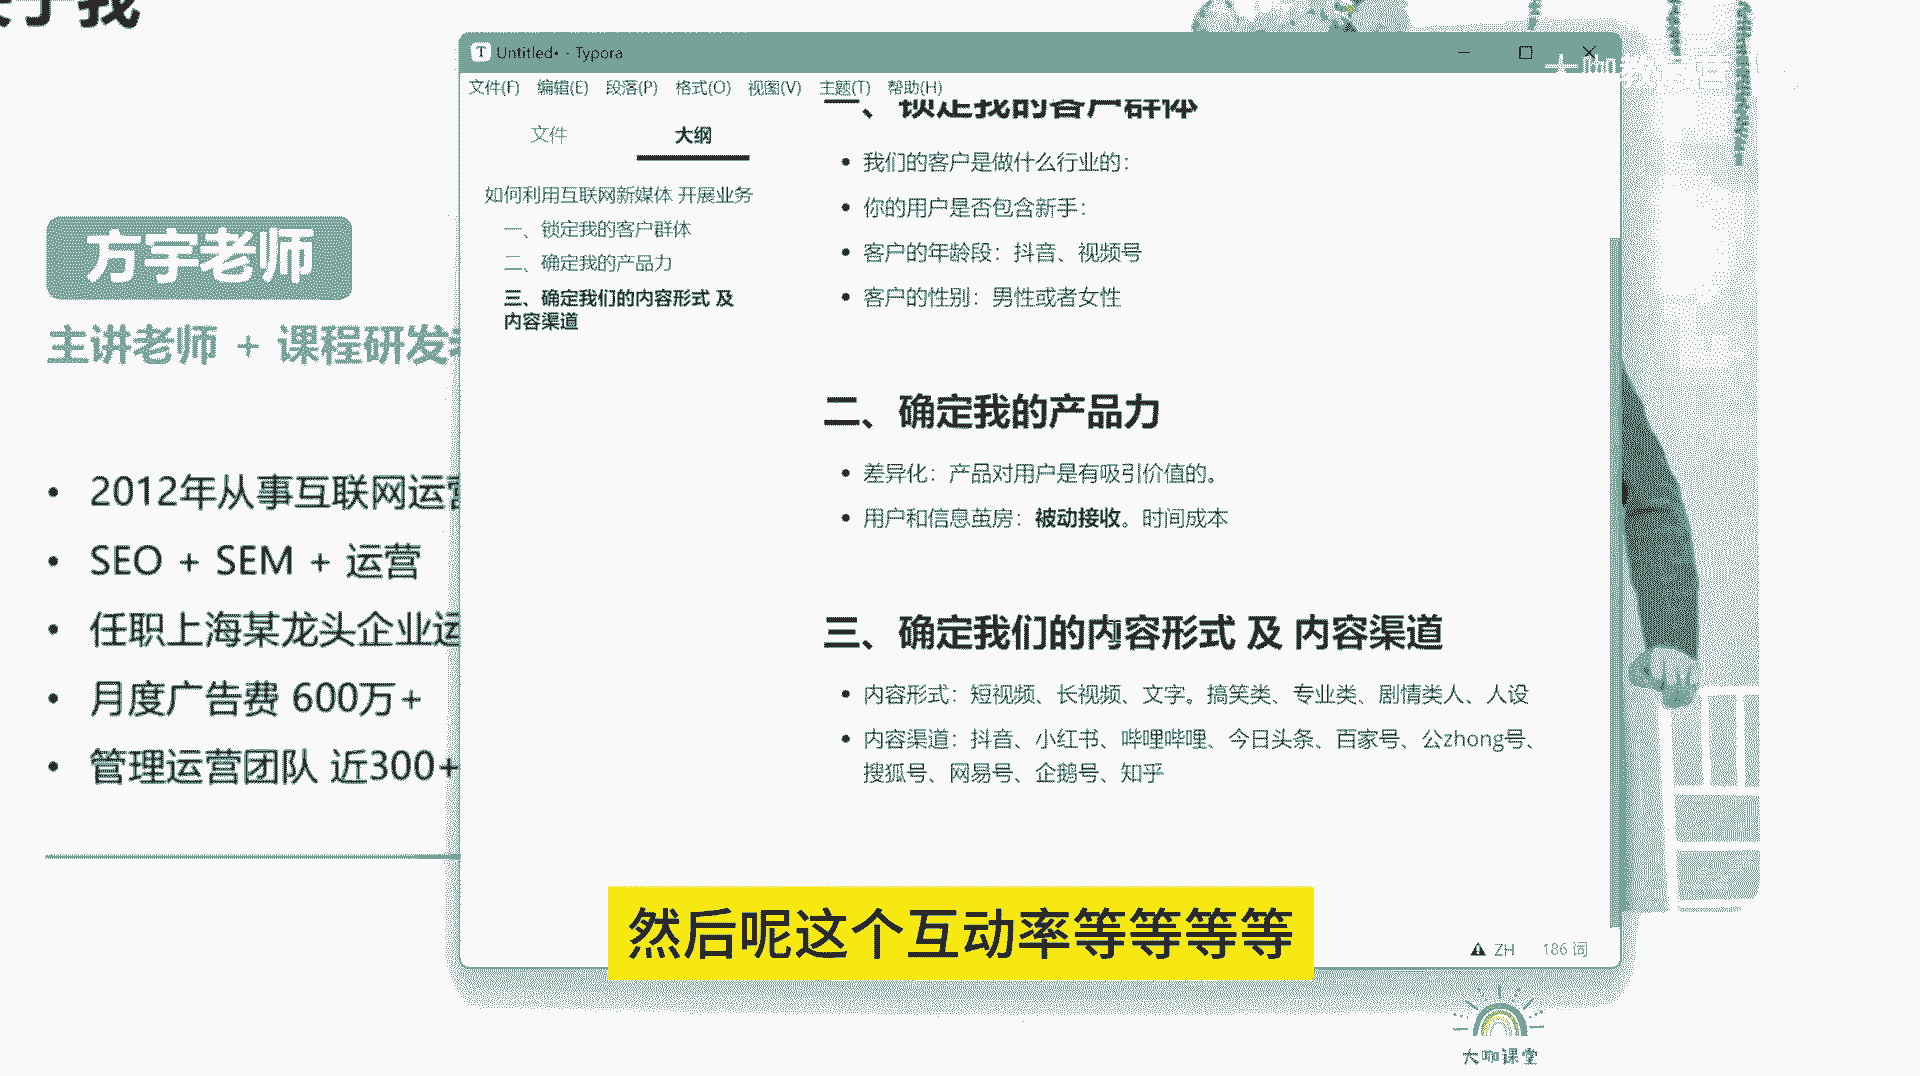 于我
方宇老师
主讲老师 + 课程研发
2012年从事互联网运营
SEO + SEM + 运营
任职上海某龙头企业运
月度广告费 600万+
管理运营团队 近300+
Untitled• - Typora
文件(F) 编辑(E) 段落(P) 格式(O) 视图(V) 主题(T) 帮助(H)
文件 大纲
如何利用互联网新媒体 开展业务
一、锁定我的客户群体
二、确定我的产品力
三、确定我们的内容形式 及
内容渠道
一、锁定我的客户群体
我们的客户是做什么行业的：
你的用户是否包含新手：
客户的年龄段：抖音、视频号
客户的性别：男性或者女性
二、确定我的产品力
差异化：产品对用户是有吸引价值的。
用户和信息茧房：被动接收。时间成本
三、确定我们的内容形式 及 内容渠道
内容形式：短视频、长视频、文字。搞笑类、专业类、剧情类人、人设
内容渠道：抖音、小红书、哔哩哔哩、今日头条、百家号、公zhong号、
搜狐号、网易号、企鹅号、知乎
然后呢这个互动率等等等等
ZH 186 词
大咖课堂